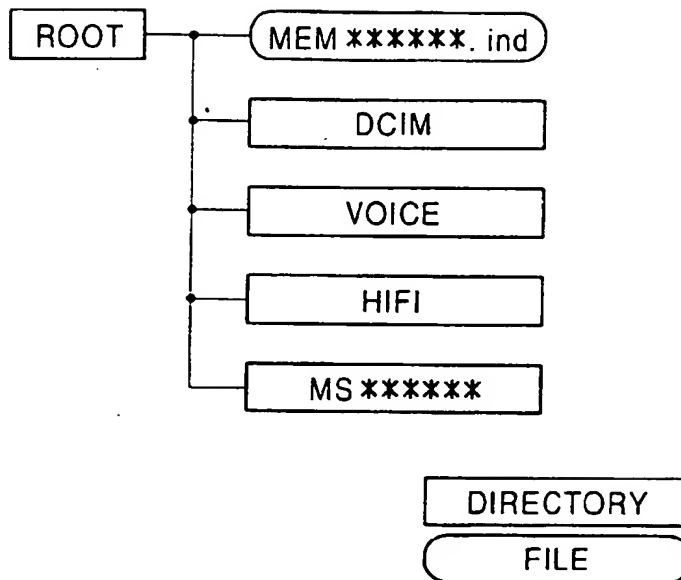 ROOT
MEM ******. ind
DCIM
VOICE
HIFI
MS ******
DIRECTORY
FILE